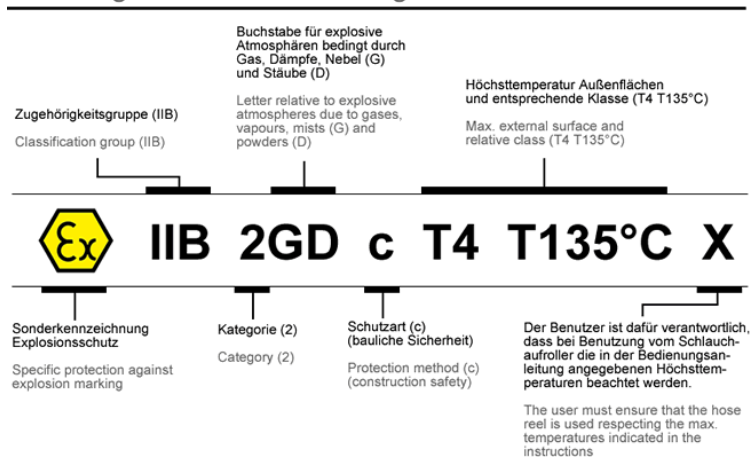 Buchstabe für explosive
Atmosphären bedingt durch
Gas, Dämpfe, Nebel (G)
und Stäube (D)
Letter relative to explosive
atmospheres due to gases,
vapours, mists (G) and
powders (D)
Höchsttemperatur Außenflächen
und entsprechende Klasse (T4 T135°C)
Max. external surface and
relative class (T4 T135°C)
Zugehörigkeitsgruppe (IIB)
Classification group (IIB)
Ex IIB 2GD c T4 T135°C X
Sonderkennzeichnung
Explosionsschutz
Specific protection against
explosion marking
Kategorie (2)
Category (2)
Schutzart (c)
(bauliche Sicherheit)
Protection method (c)
(construction safety)
Der Benutzer ist dafür verantwortlich,
dass bei Benutzung vom Schlauch-
aufroller die in der Bedienungsan-
leitung angegebenen Höchsttem-
peraturen beachtet werden.
The user must ensure that the hose
reel is used respecting the max.
temperatures indicated in the
instructions